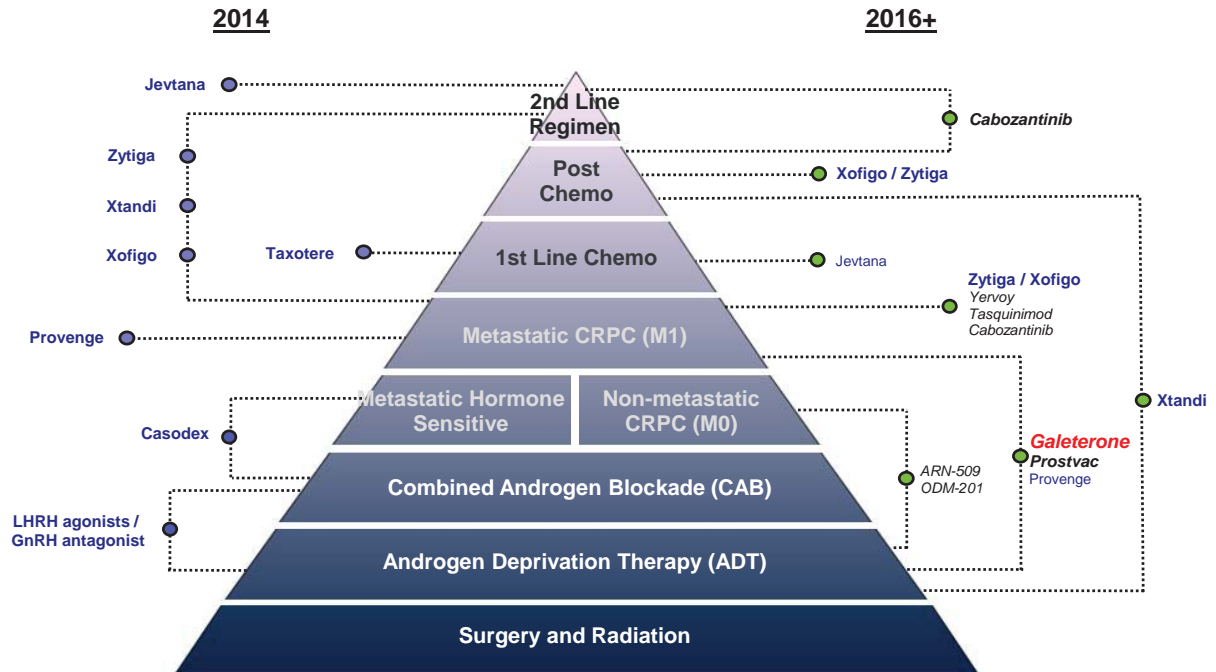 2014
2016+
Jevtana
Zytiga
Xtandi
Xofigo
Taxotere
Provenge
Casodex
LHRH agonists /
GnRH antagonist
2nd Line
Regimen
Post
Chemo
1st Line Chemo
Metastatic CRPC (M1)
Metastatic Hormone
Sensitive
Non-metastatic
CRPC (M0)
Combined Androgen Blockade (CAB)
Androgen Deprivation Therapy (ADT)
Surgery and Radiation
Cabozantinib
Xofigo / Zytiga
Jevtana
Zytiga / Xofigo
Yervoy
Tasquinimod
Cabozantinib
Xtandi
Galeterone
Prostvac
Provenge
ARN-509
ODM-201